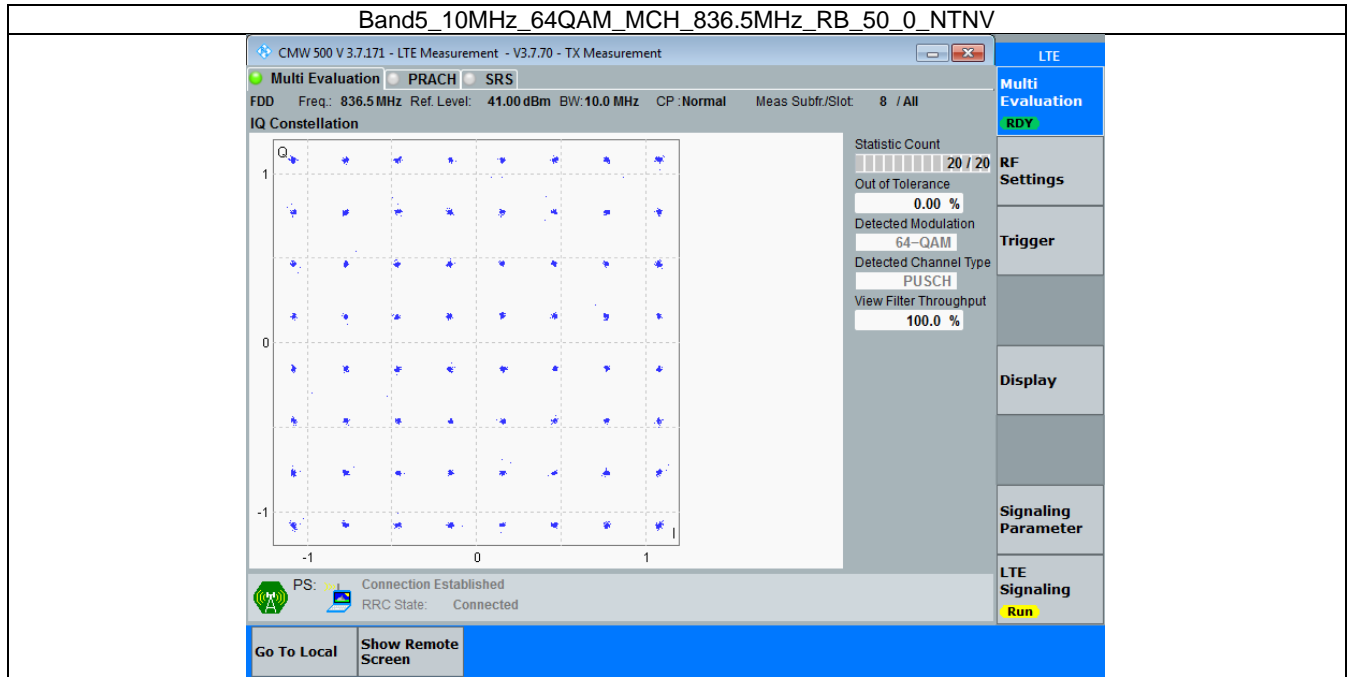 Band5_10MHz_64QAM_MCH_836.5MHz_RB_50_0_NTNV
CMW 500 V 3.7.171 - LTE Measurement - V3.7.70 - TX Measurement
LTE
Multi Evaluation PRACH SRS
Multi
Evaluation
RDY
FDD Freq.: 836.5 MHz Ref. Level: 41.00 dBm BW: 10.0 MHz CP : Normal Meas Subfr./Slot: 8 / All
IQ Constellation
Q
1
0
-1
-1 0 1
I
Statistic Count
20 / 20
Out of Tolerance
0.00 %
Detected Modulation
64-QAM
Detected Channel Type
PUSCH
View Filter Throughput
100.0 %
RF
Settings
Trigger
Display
Signaling
Parameter
LTE
Signaling
Run
PS: Connection Established
RRC State: Connected
Go To Local
Show Remote
Screen